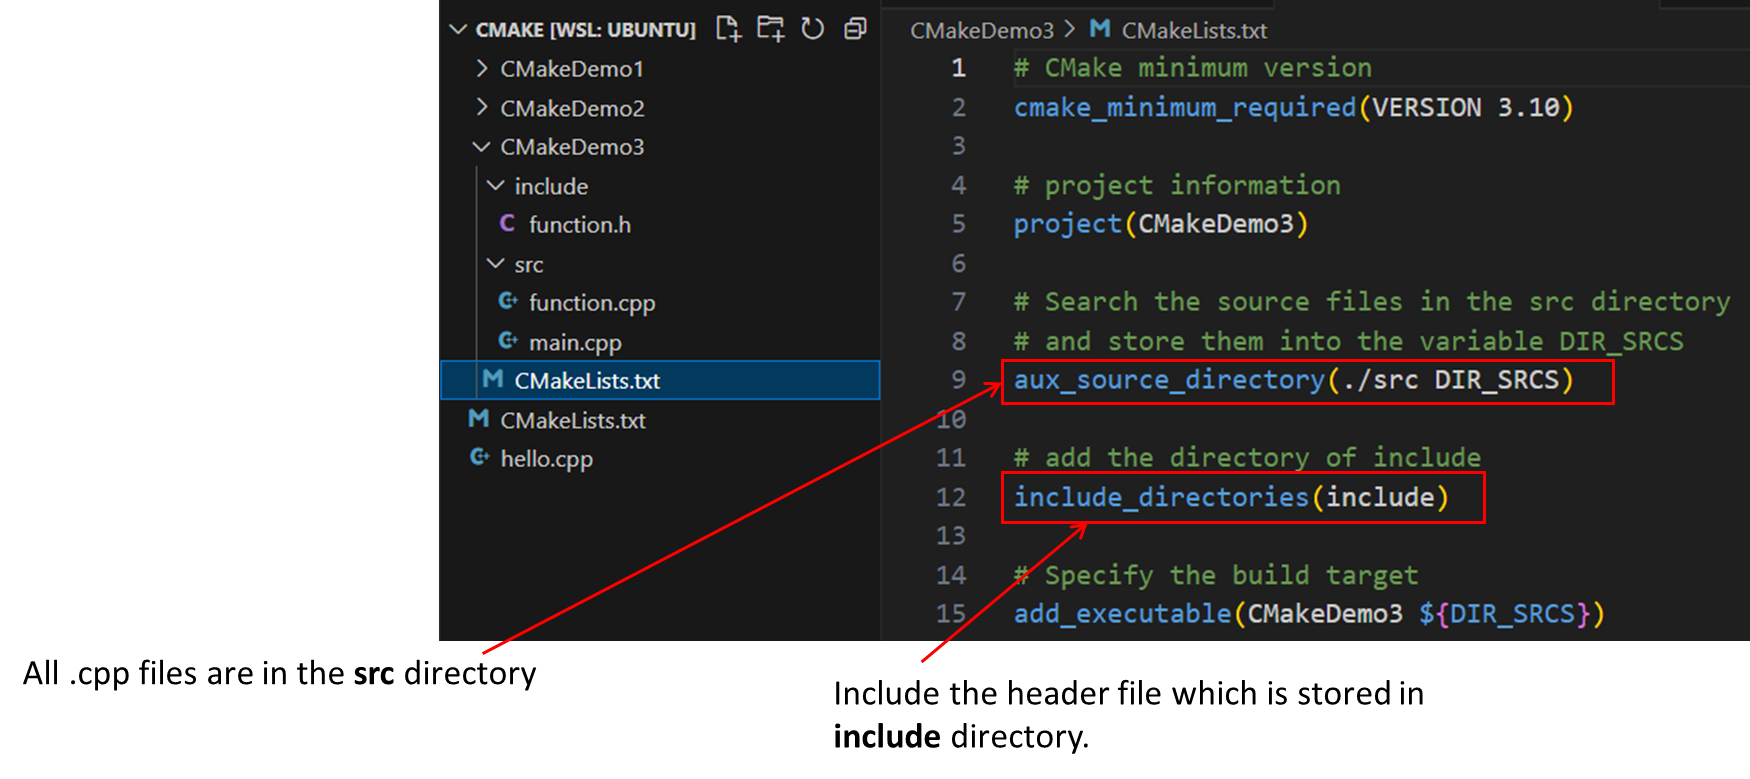 CMAKE [WSL: UBUNTU]
CMakeDemo1
CMakeDemo2
CMakeDemo3
include
function.h
src
function.cpp
main.cpp
CMakeLists.txt
CMakeLists.txt
hello.cpp
CMakeDemo3 > CMakeLists.txt
1 # CMake minimum version
2 cmake_minimum_required(VERSION 3.10)
3
4 # project information
5 project(CMakeDemo3)
6
7 # Search the source files in the src directory
8 # and store them into the variable DIR_SRCS
9 aux_source_directory(./src DIR_SRCS)
10
11 # add the directory of include
12 include_directories(include)
13
14 # Specify the build target
15 add_executable(CMakeDemo3 ${DIR_SRCS})
All .cpp files are in the src directory
Include the header file which is stored in
include directory.